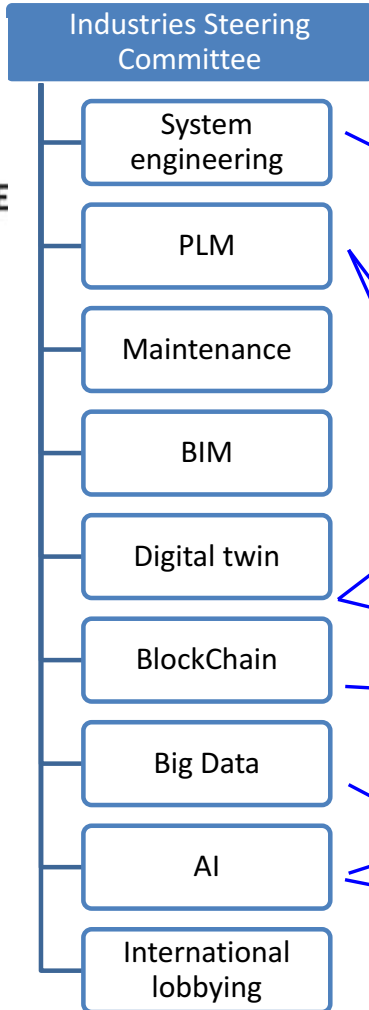 Industries Steering
Committee
System
engineering
E
PLM
Maintenance
BIM
Digital twin
BlockChain
Big Data
AI
International
lobbying